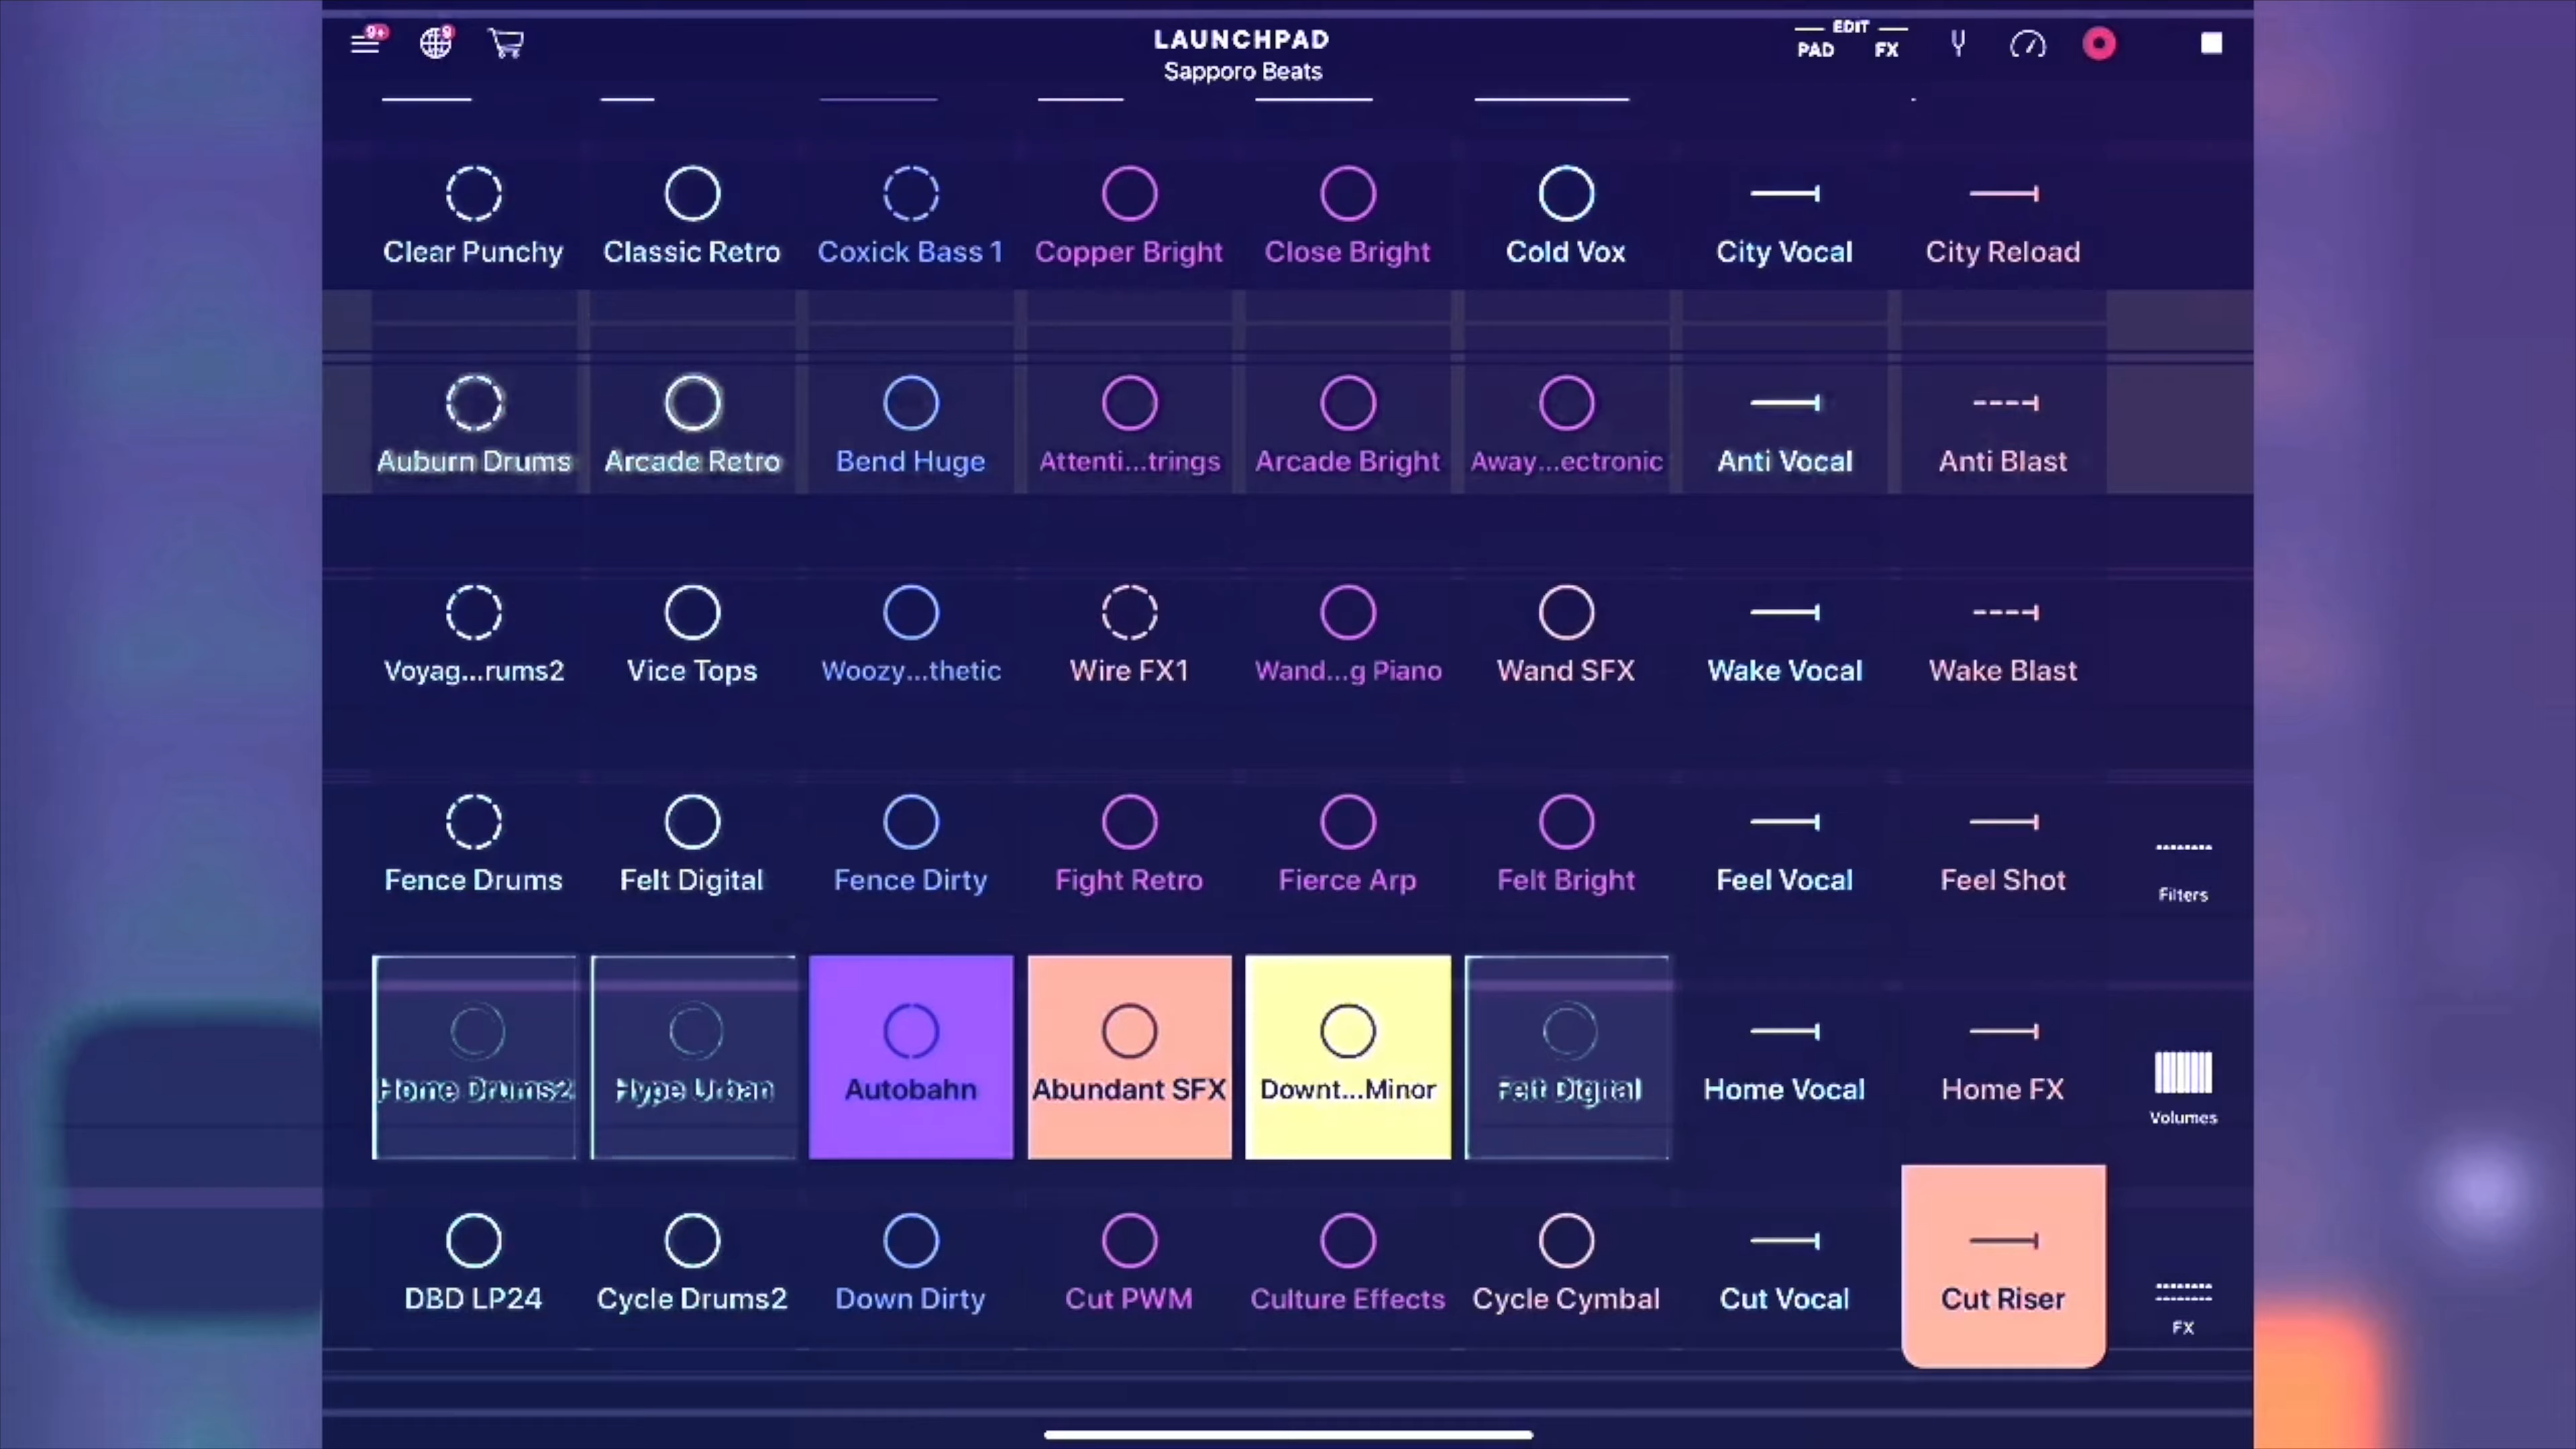 9+
9
LAUNCHPAD
Sapporo Beats
EDIT
PAD FX
Clear Punchy Classic Retro Coxick Bass 1 Copper Bright Close Bright Cold Vox City Vocal City Reload
Auburn Drums Arcade Retro Bend Huge Attenti...trings Arcade Bright Away...ectronic Anti Vocal Anti Blast
Voyag...rums2 Vice Tops Woozy...thetic Wire FX1 Wand...g Piano Wand SFX Wake Vocal Wake Blast
Fence Drums Felt Digital Fence Dirty Fight Retro Fierce Arp Felt Bright Feel Vocal Feel Shot
Filters
Home Drums2 Hype Urban Autobahn Abundant SFX Downt...Minor Felt Digital Home Vocal Home FX
Volumes
DBD LP24 Cycle Drums2 Down Dirty Cut PWM Culture Effects Cycle Cymbal Cut Vocal Cut Riser
FX